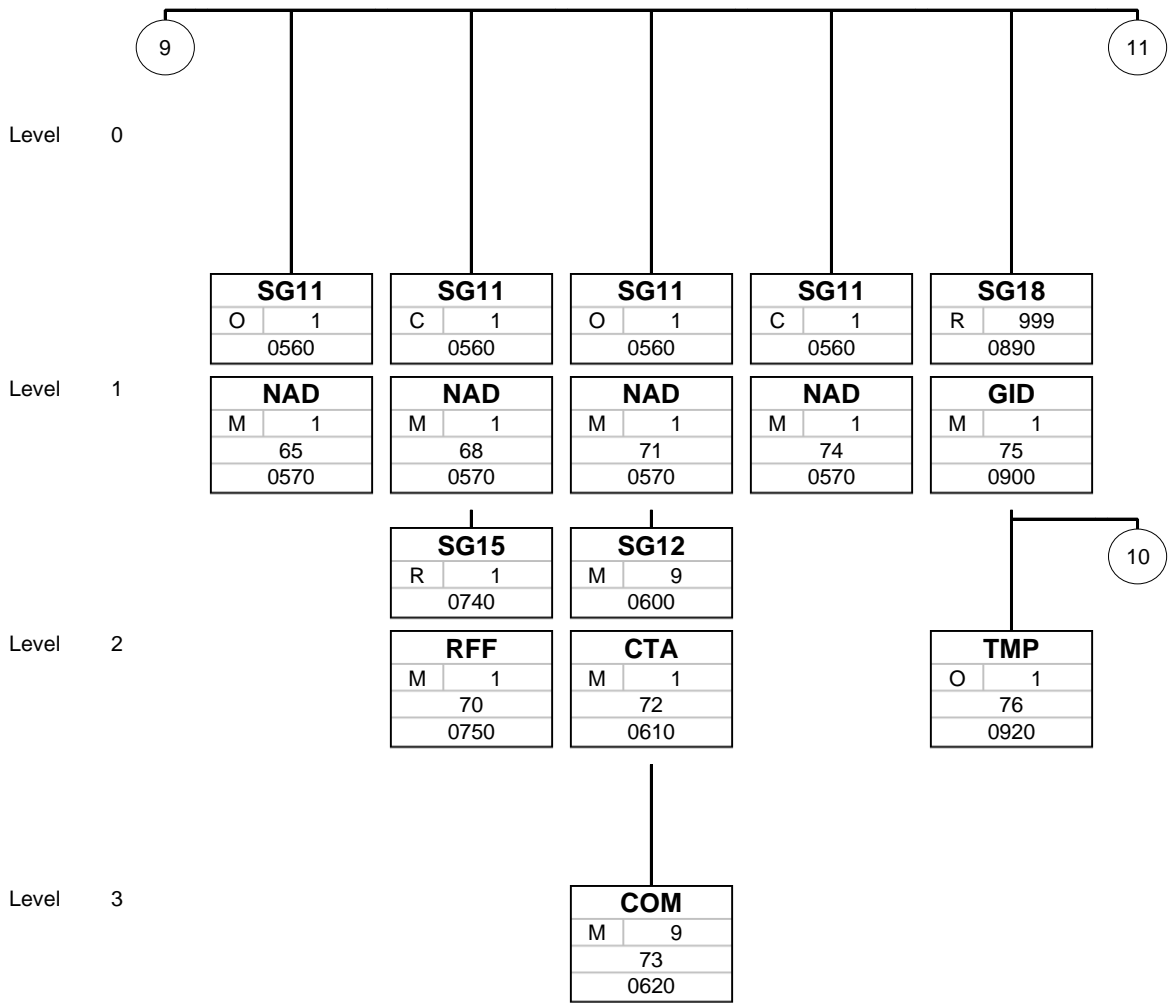 9 11
Level 0
SG11 SG11 SG11 SG11 SG18
O 1 C 1 O 1 C 1 R 999
0560 0560 0560 0560 0890
Level 1
NAD NAD NAD NAD GID
M 1 M 1 M 1 M 1 M 1
65 68 71 74 75
0570 0570 0570 0570 0900
SG15 SG12 10
R 1 M 9
0740 0600
Level 2
RFF CTA TMP
M 1 M 1 O 1
70 72 76
0750 0610 0920
Level 3
COM
M 9
73
0620